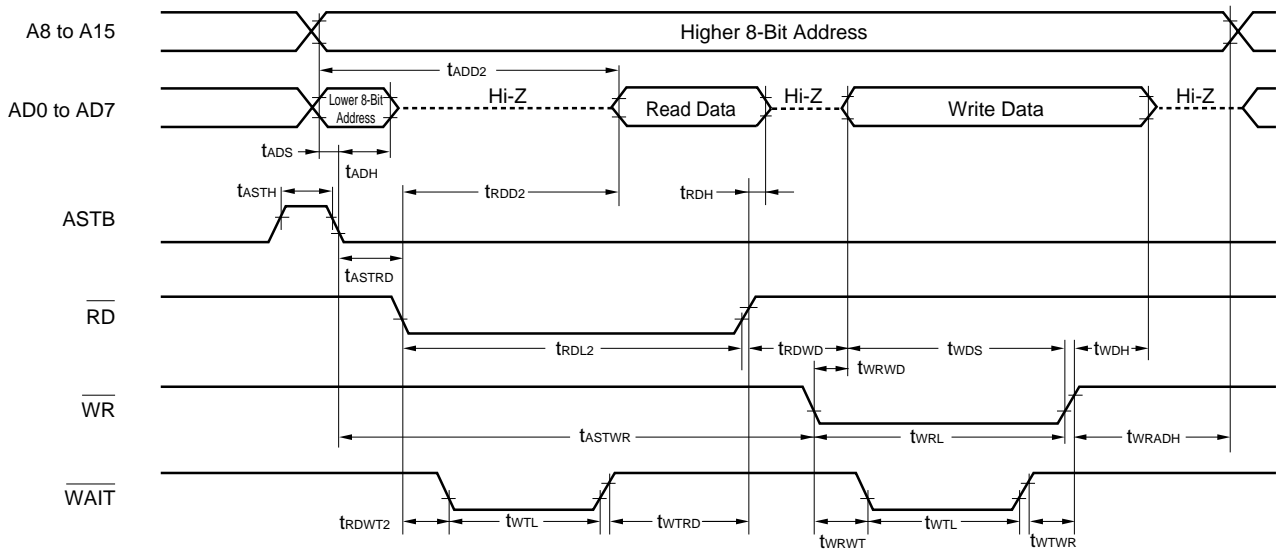 A8 to A15
Higher 8-Bit Address
tADD2
AD0 to AD7
Lower 8-Bit
Address
Hi-Z
Read Data
Hi-Z
Write Data
Hi-Z
tADS
tADH
tASTH
tRDD2
tRDH
ASTB
tASTRD
RD
tRDL2
tRDWD
tWDS
tWDH
tWRWD
WR
tASTWR
tWRL
tWRADH
WAIT
tRDWT2
tWTL
tWTRD
tWRWT
tWTL
tWTWR